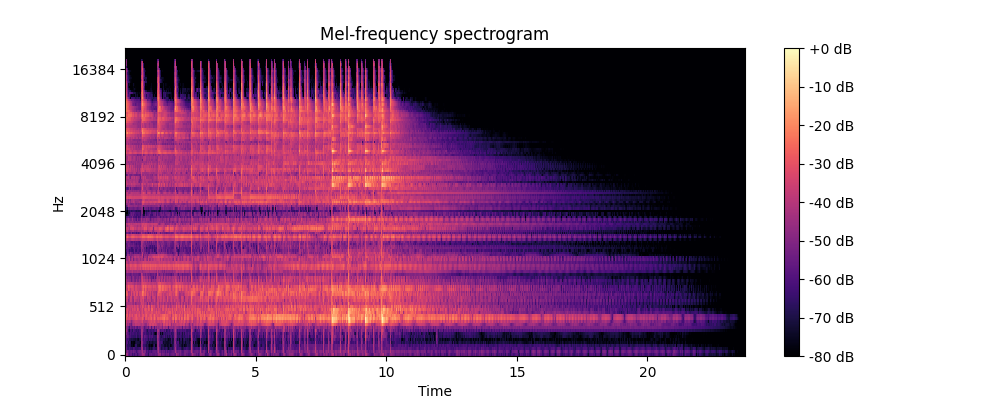 Mel-frequency spectrogram
16384
8192
4096
2048
1024
512
0
Hz
0
5
10
15
20
Time
+0 dB
-10 dB
-20 dB
-30 dB
-40 dB
-50 dB
-60 dB
-70 dB
-80 dB